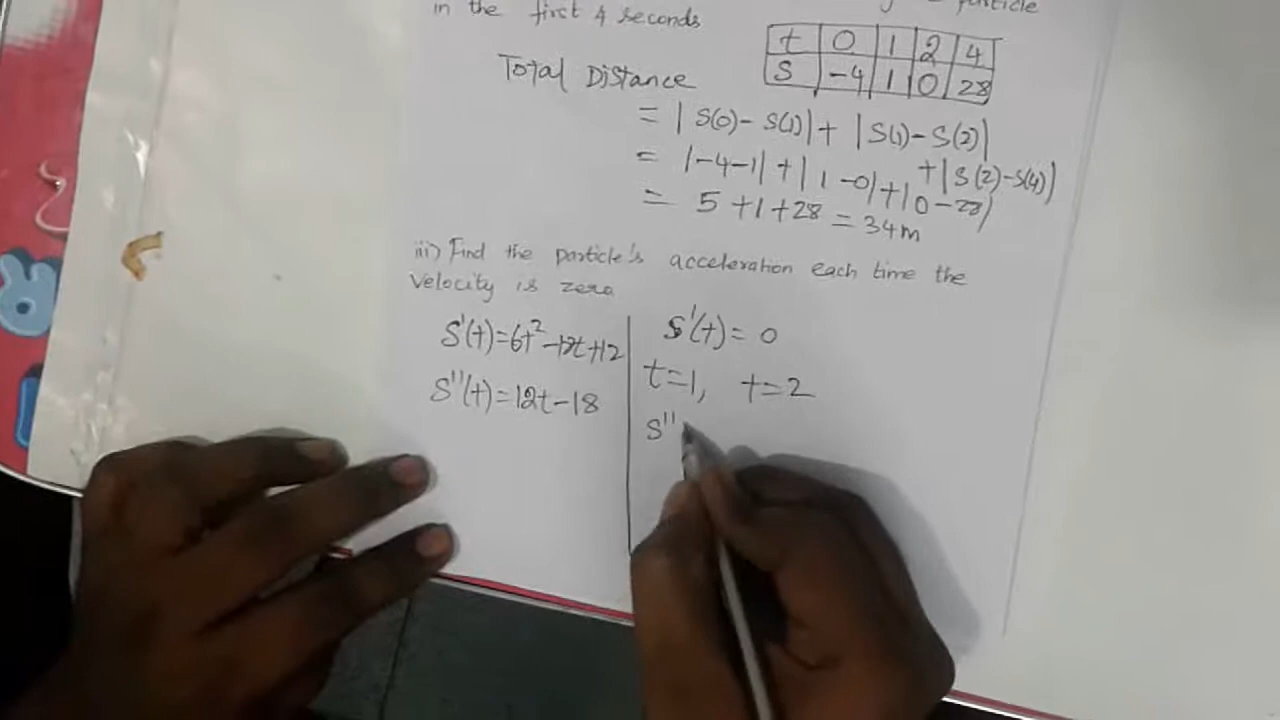 particle
in the first 4 seconds
t 0 1 2 4
S -4 1 0 28
Total Distance
= | S(0) - S(1)| + |S(1) - S(2)|
+ |S(2) - S(4)|
= |-4-1| + | 1 -0| + | 0 - 28|
= 5 + 1 + 28 = 34m
iii) Find the particle's acceleration each time the
velocity is zero
S'(t) = 6t² - 18t + 12
S''(t) = 12t - 18
S'(t) = 0
t = 1, t = 2
S''